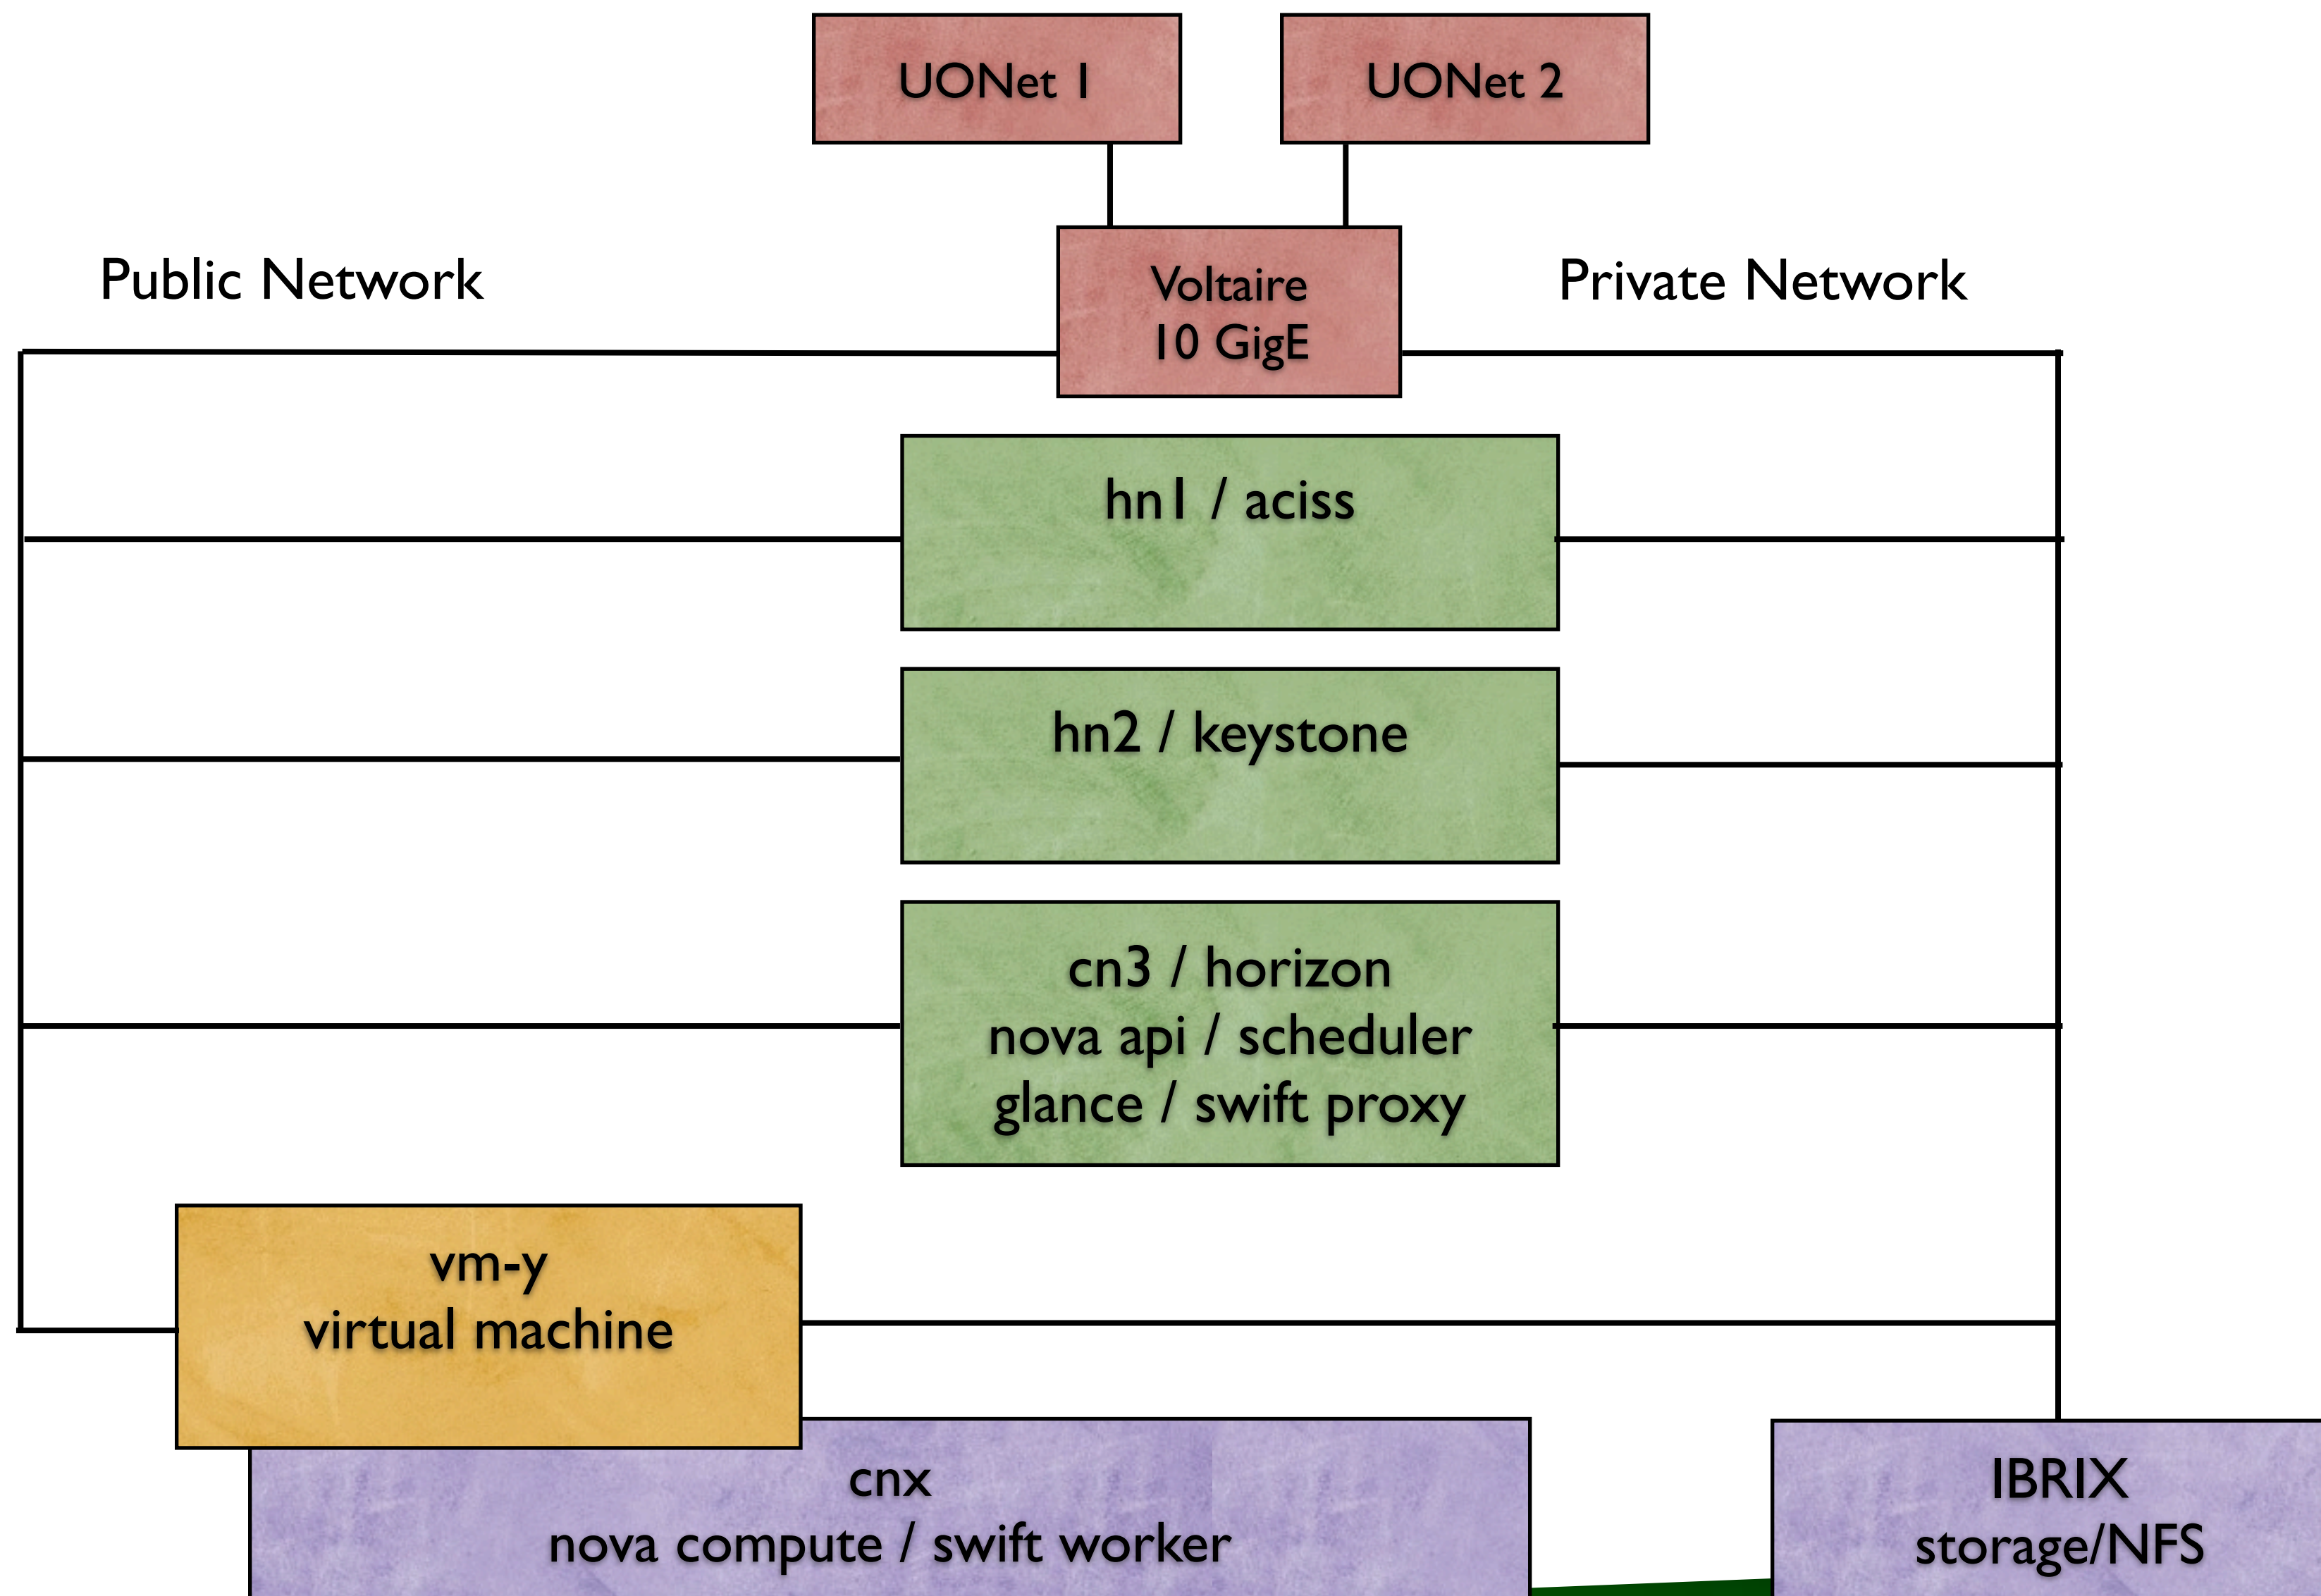 UONet 1
UONet 2
Public Network
Voltaire
10 GigE
Private Network
hn1 / aciss
hn2 / keystone
cn3 / horizon
nova api / scheduler
glance / swift proxy
vm-y
virtual machine
cnx
nova compute / swift worker
IBRIX
storage/NFS